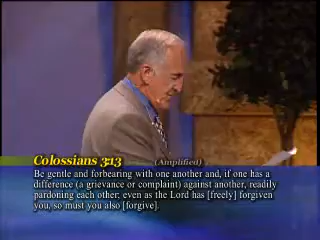 Colossians 3:13 (Amplified)
Be gentle and forbearing with one another and, if one has a
difference (a grievance or complaint) against another, readily
pardoning each other; even as the Lord has [freely] forgiven
you, so must you also [forgive].